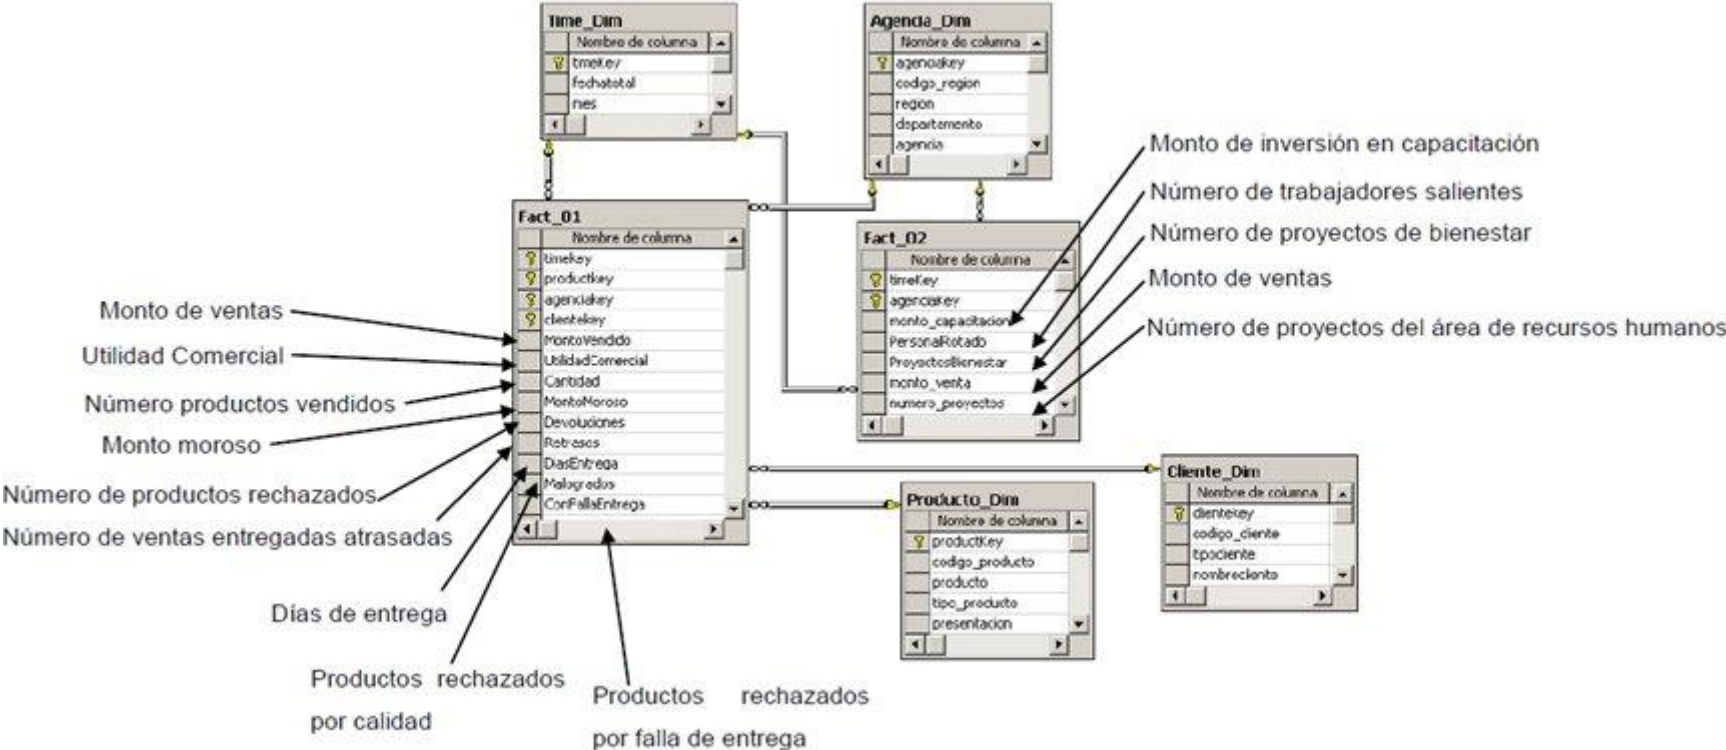 Time_Dim
Nombre de columna
timeKey
fechatotal
mes
Agencia_Dim
Nombre de columna
agenciakey
codigo_region
region
departamento
agencia
Fact_01
Nombre de columna
timekey
productkey
agenciakey
clientekey
MontoVendido
UtilidadComercial
Cantidad
MontoMoroso
Devoluciones
Retrasos
DiasEntrega
Malogrados
ConFallaEntrega
Fact_02
Nombre de columna
timeKey
agenciakey
monto_capacitacion
PersonalRotado
ProyectosBienestar
monto_venta
numero_proyectos
Monto de inversión en capacitación
Número de trabajadores salientes
Número de proyectos de bienestar
Monto de ventas
Número de proyectos del área de recursos humanos
Monto de ventas
Utilidad Comercial
Número productos vendidos
Monto moroso
Número de productos rechazados
Número de ventas entregadas atrasadas
Días de entrega
Productos rechazados
por calidad
Productos rechazados
por falla de entrega
Producto_Dim
Nombre de columna
productKey
codigo_producto
producto
tipo_producto
presentacion
Cliente_Dim
Nombre de columna
clientekey
codigo_cliente
tipocliente
nombrecliente